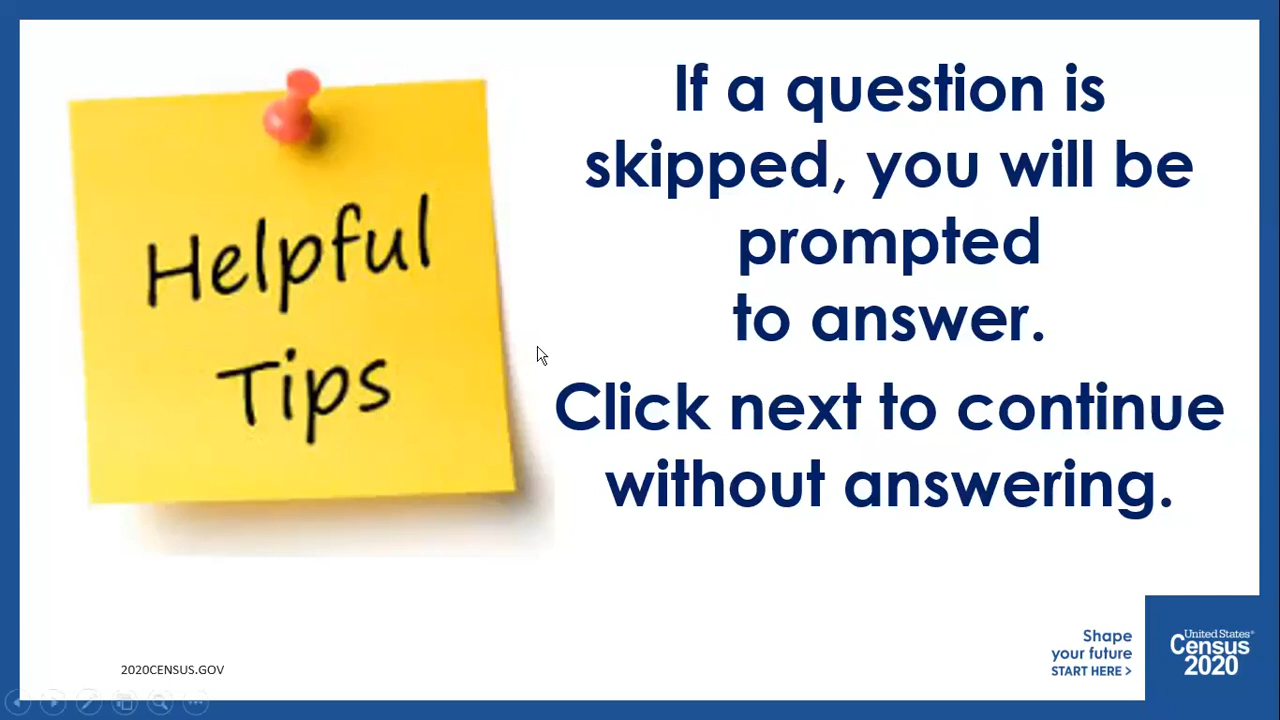 Helpful
Tips
If a question is
skipped, you will be
prompted
to answer.
Click next to continue
without answering.
2020CENSUS.GOV
Shape
your future
START HERE >
United States®
Census
2020